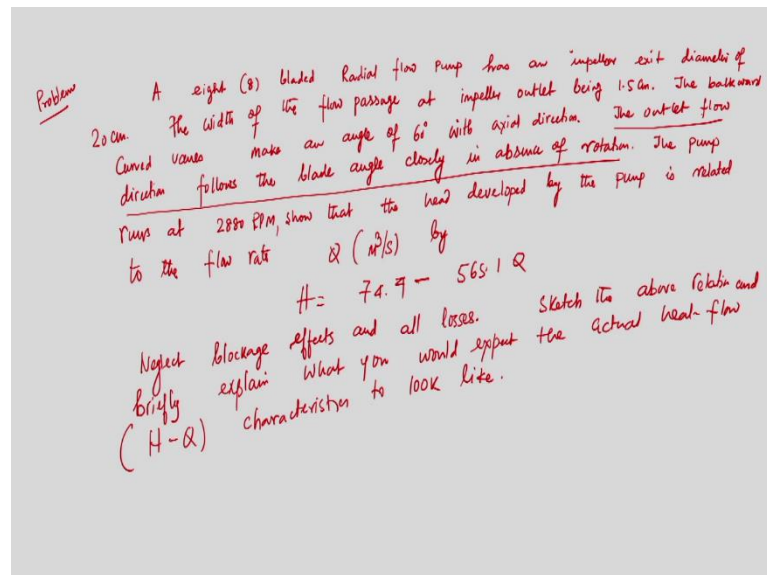 Problem
A eight (8) bladed Radial flow pump has an impeller exit diameter of
20 cm. The width of the flow passage at impeller outlet being 1.5 cm. The backward
Curved vanes make an angle of 60° with axial direction. The outlet flow
direction follows the blade angle closely in absence of rotation. The pump
runs at 2880 RPM, show that the head developed by the pump is related
to the flow rate Q (m³/s) by
H = 74.9 - 565.1 Q
Neglect blockage effects and all losses. Sketch the above relation and
briefly explain what you would expect the actual head-flow
(H-Q) characteristics to look like.